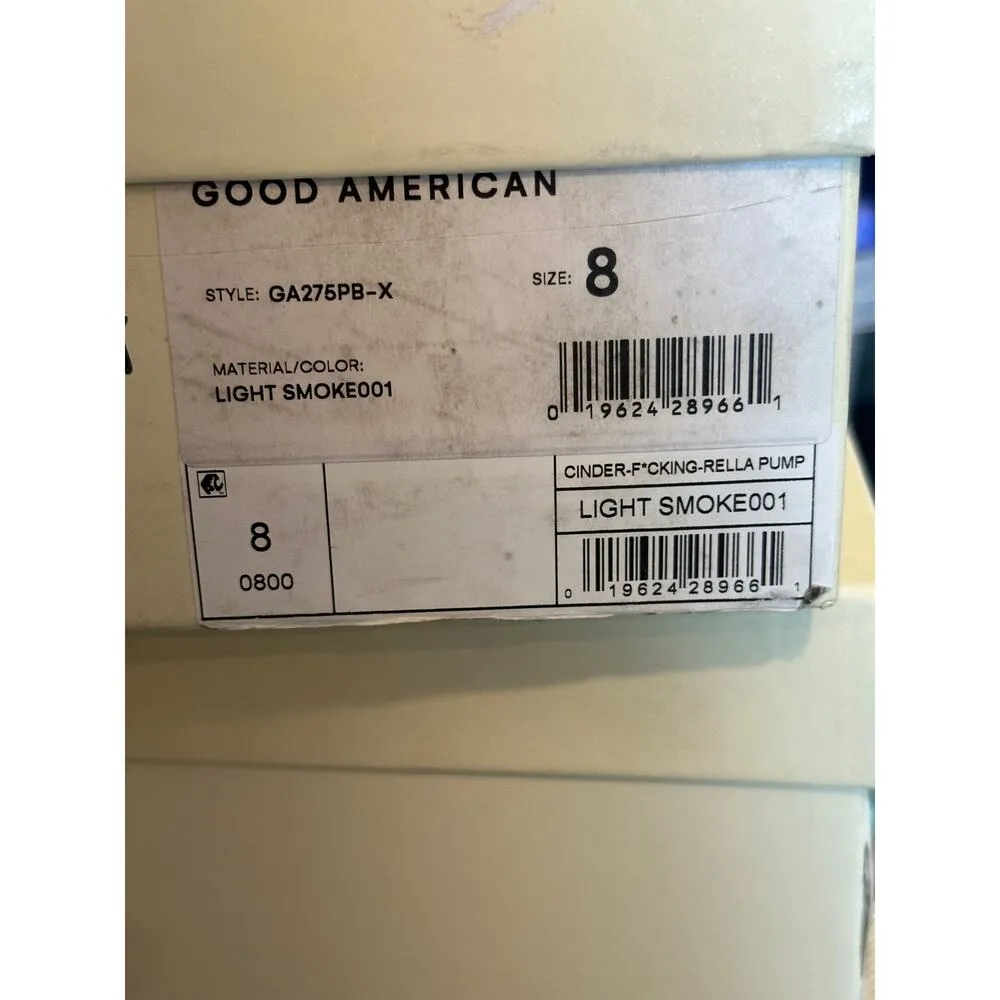 GOOD AMERICAN
STYLE: GA275PB-X
SIZE: 8
MATERIAL/COLOR:
LIGHT SMOKE001
0 19624 28966 1
CINDER-F*CKING-RELLA PUMP
LIGHT SMOKE001
8
0800
0 19624 28966 1